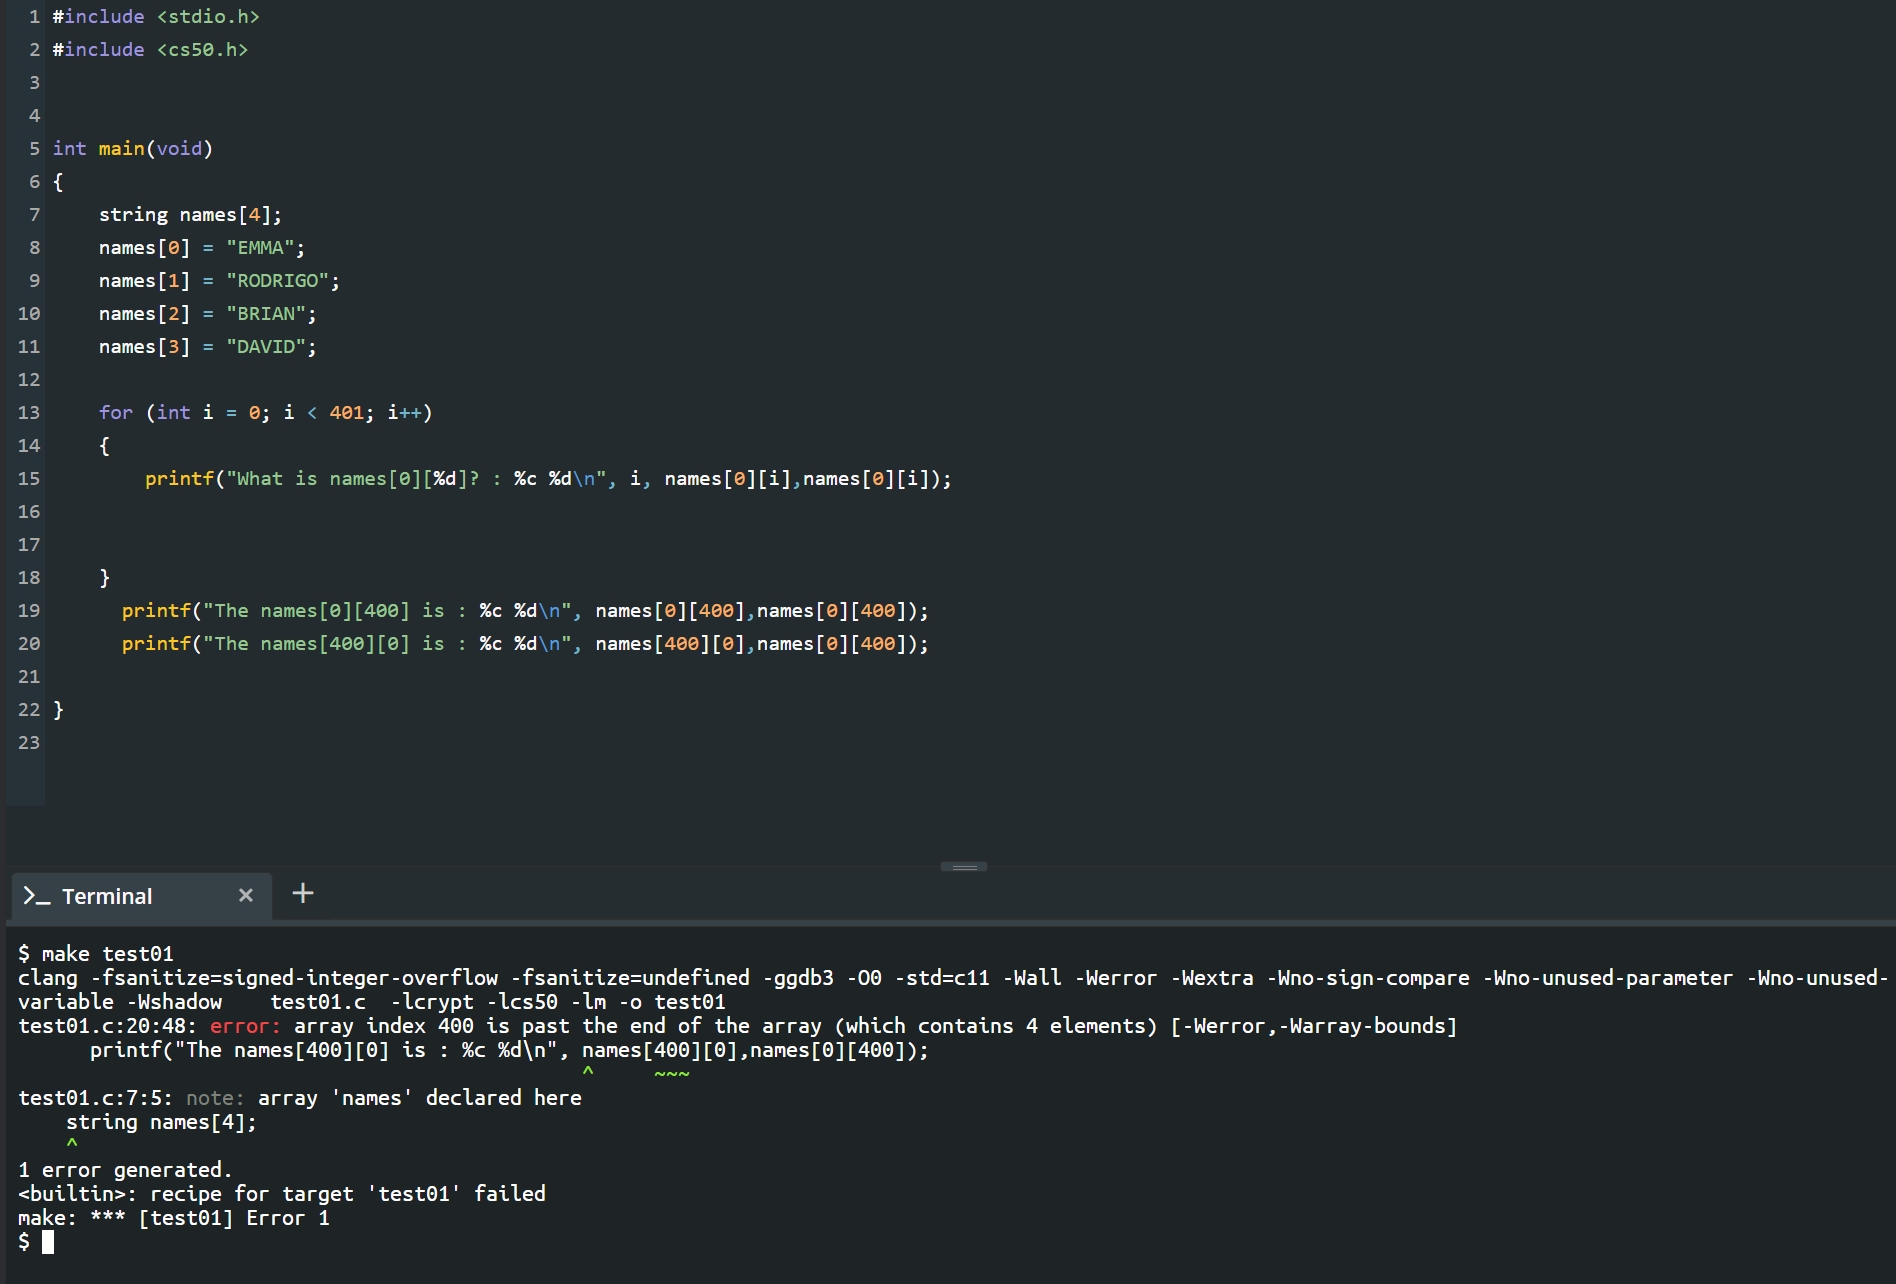 1 #include <stdio.h>
2 #include <cs50.h>
3
4
5 int main(void)
6 {
7     string names[4];
8     names[0] = "EMMA";
9     names[1] = "RODRIGO";
10     names[2] = "BRIAN";
11     names[3] = "DAVID";
12
13     for (int i = 0; i < 401; i++)
14     {
15         printf("What is names[0][%d]? : %c %d\n", i, names[0][i],names[0][i]);
16
17
18     }
19       printf("The names[0][400] is : %c %d\n", names[0][400],names[0][400]);
20       printf("The names[400][0] is : %c %d\n", names[400][0],names[0][400]);
21
22 }
23
>_ Terminal × +
$ make test01
clang -fsanitize=signed-integer-overflow -fsanitize=undefined -ggdb3 -O0 -std=c11 -Wall -Werror -Wextra -Wno-sign-compare -Wno-unused-parameter -Wno-unused-
variable -Wshadow    test01.c  -lcrypt -lcs50 -lm -o test01
test01.c:20:48: error: array index 400 is past the end of the array (which contains 4 elements) [-Werror,-Warray-bounds]
      printf("The names[400][0] is : %c %d\n", names[400][0],names[0][400]);
                                               ^     ~~~
test01.c:7:5: note: array 'names' declared here
    string names[4];
    ^
1 error generated.
<builtin>: recipe for target 'test01' failed
make: *** [test01] Error 1
$